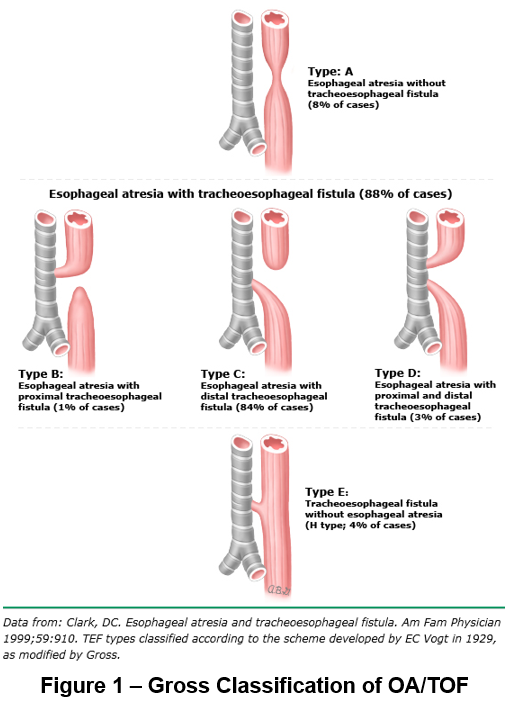 Type: A
Esophageal atresia without
tracheoesophageal fistula
(8% of cases)
Esophageal atresia with tracheoesophageal fistula (88% of cases)
Type B:
Esophageal atresia with
proximal tracheoesophageal
fistula (1% of cases)
Type C:
Esophageal atresia with
distal tracheoesophageal
fistula (84% of cases)
Type D:
Esophageal atresia with
proximal and distal
tracheoesophageal
fistula (3% of cases)
Type E:
Tracheoesophageal fistula
without esophageal atresia
(H type; 4% of cases)
Data from: Clark, DC. Esophageal atresia and tracheoesophageal fistula. Am Fam Physician
1999;59:910. TEF types classified according to the scheme developed by EC Vogt in 1929,
as modified by Gross.
Figure 1 – Gross Classification of OA/TOF